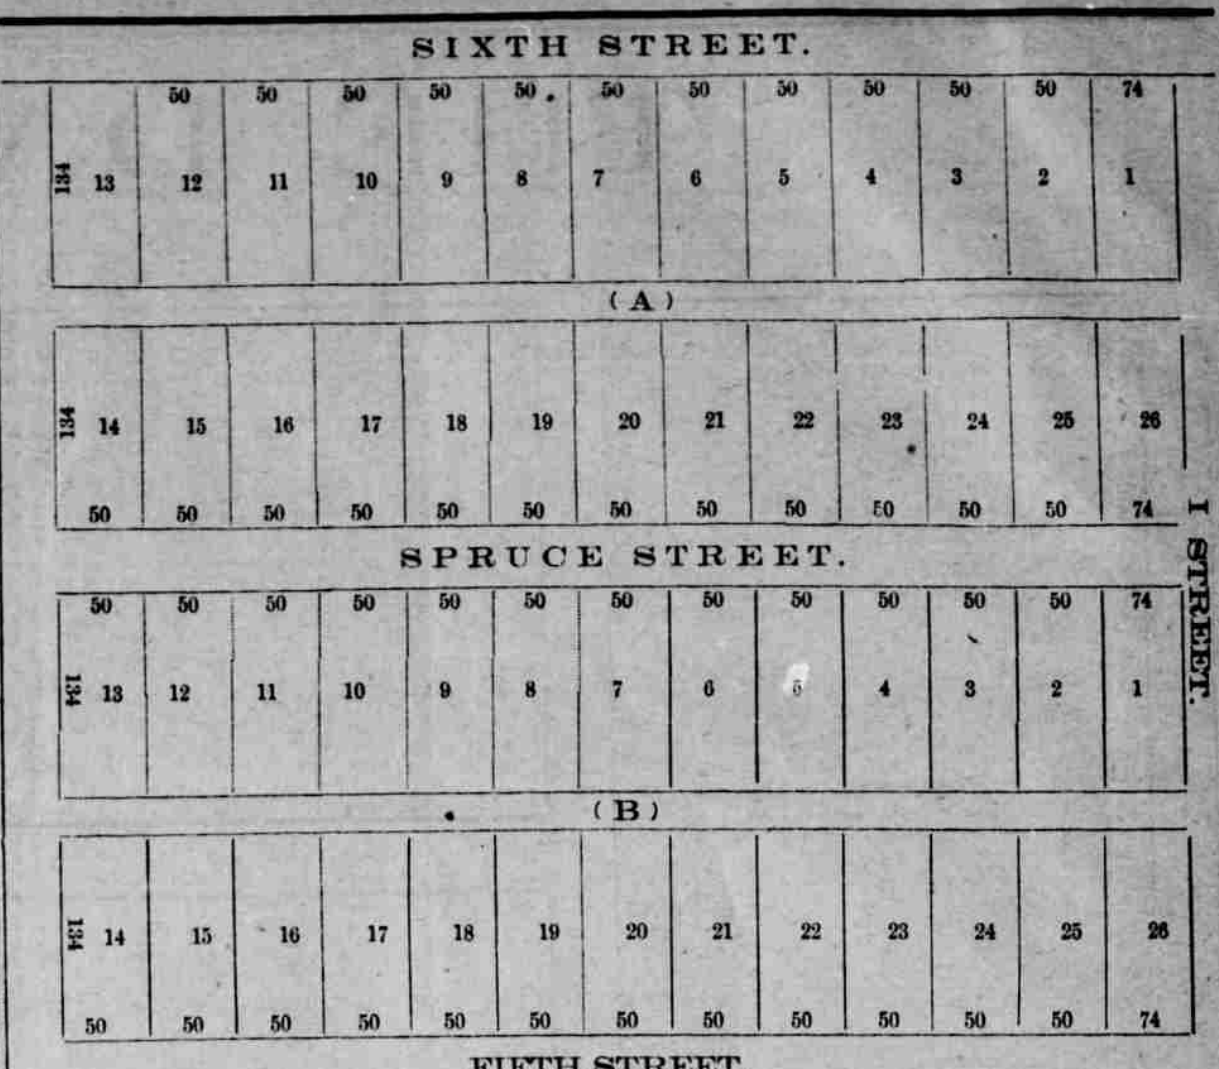 SIXTH STREET.
50 50 50 50 50 50 50 50 50 50 50 74
134 13 12 11 10 9 8 7 6 5 4 3 2 1
(A)
134 14 15 16 17 18 19 20 21 22 23 24 25 26
50 50 50 50 50 50 50 50 50 50 50 50 74
I STREET.
SPRUCE STREET.
50 50 50 50 50 50 50 50 50 50 50 50 74
134 13 12 11 10 9 8 7 6 5 4 3 2 1
(B)
134 14 15 16 17 18 19 20 21 22 23 24 25 26
50 50 50 50 50 50 50 50 50 50 50 50 74
FIFTH STREET